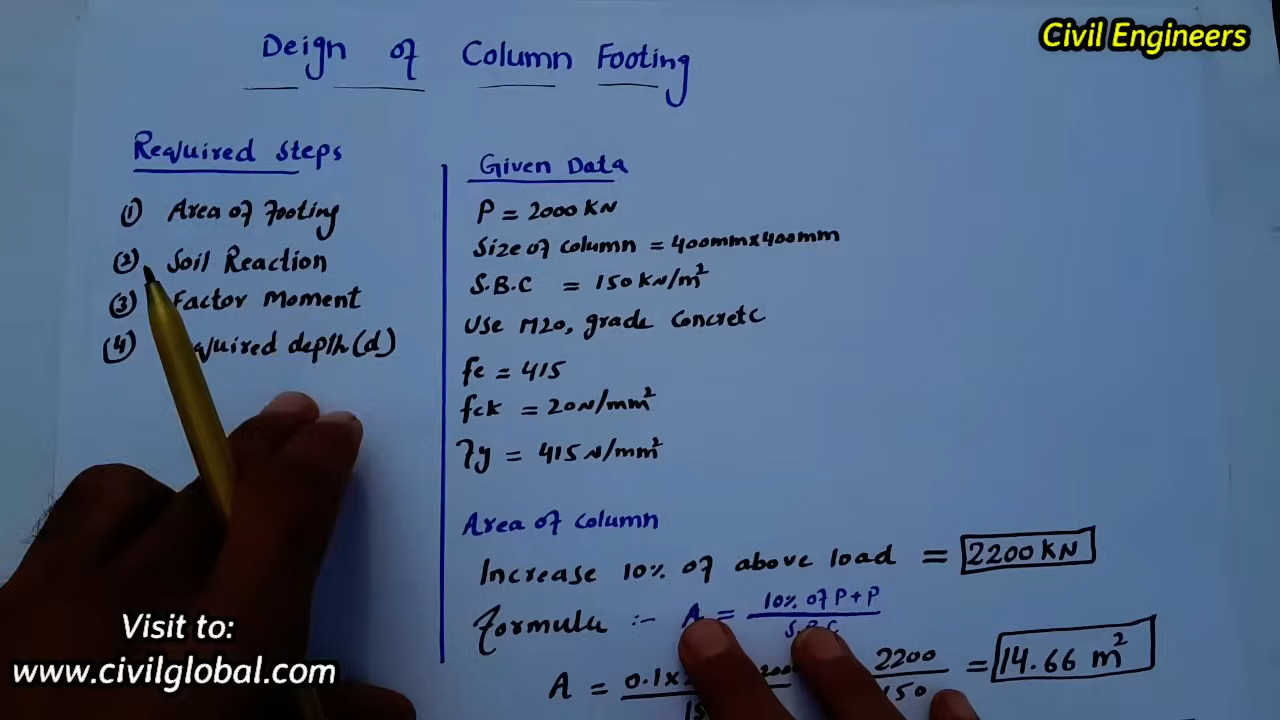 Civil Engineers
Deign of Column Footing
Required Steps
① Area of footing
② Soil Reaction
③ Factor Moment
④ depth(d)
Given Data
P = 2000 KN
Size of column = 400mm x 400mm
S.B.C = 150 KN/m²
Use M20, grade Concrete
fe = 415
fck = 20N/mm²
fy = 415 N/mm²
Area of column
Increase 10% of above load = 2200 KN
Formula :- A = 10% of P + P / S.B.C
A = 0.1x 2200 = 14.66 m²
Visit to:
www.civilglobal.com